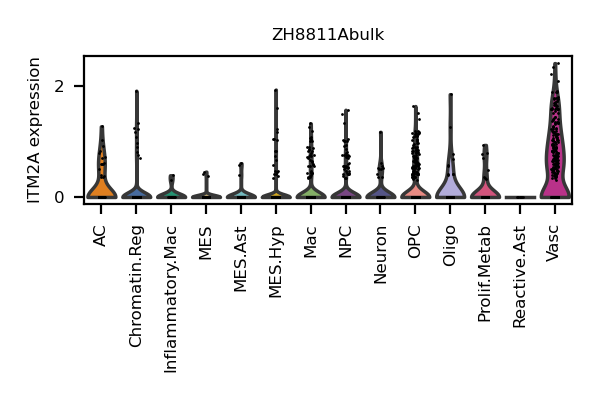 ZH8811Abulk
ITM2A expression
2
0
AC
Chromatin.Reg
Inflammatory.Mac
MES
MES.Ast
MES.Hyp
Mac
NPC
Neuron
OPC
Oligo
Prolif.Metab
Reactive.Ast
Vasc